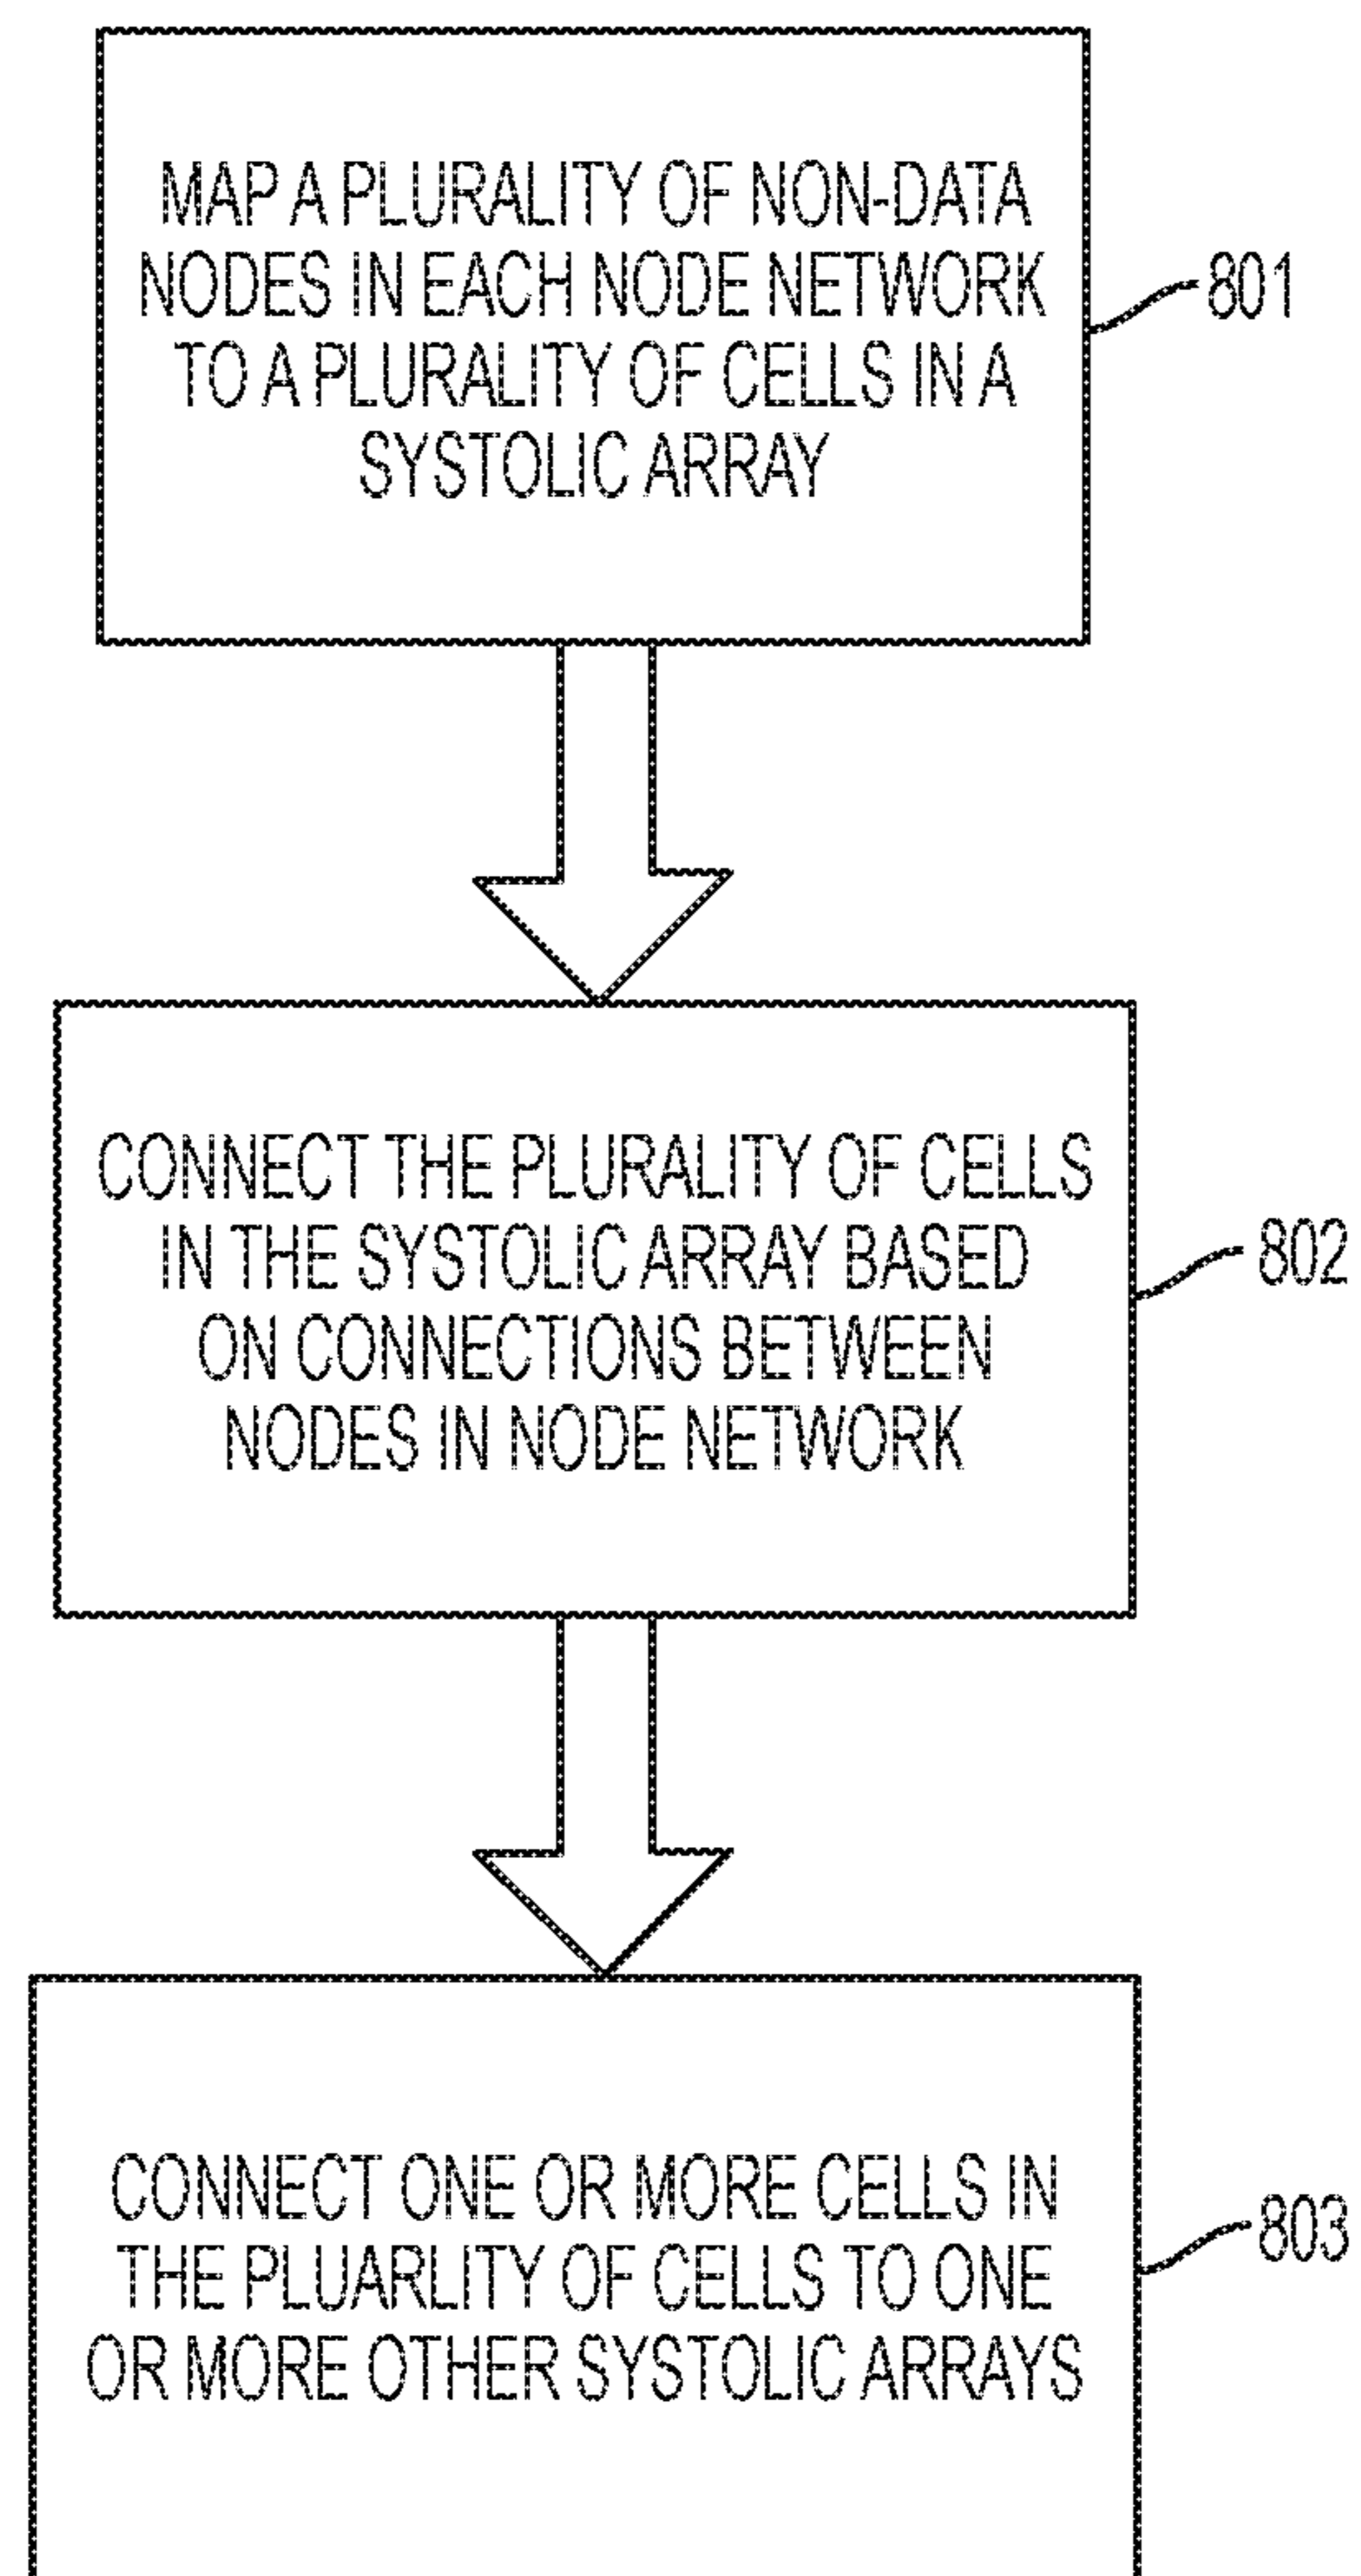 MAP A PLURALITY OF NON-DATA
NODES IN EACH NODE NETWORK
TO A PLURALITY OF CELLS IN A
SYSTOLIC ARRAY
801
CONNECT THE PLURALITY OF CELLS
IN THE SYSTOLIC ARRAY BASED
ON CONNECTIONS BETWEEN
NODES IN NODE NETWORK
802
CONNECT ONE OR MORE CELLS IN
THE PLUARLITY OF CELLS TO ONE
OR MORE OTHER SYSTOLIC ARRAYS
803